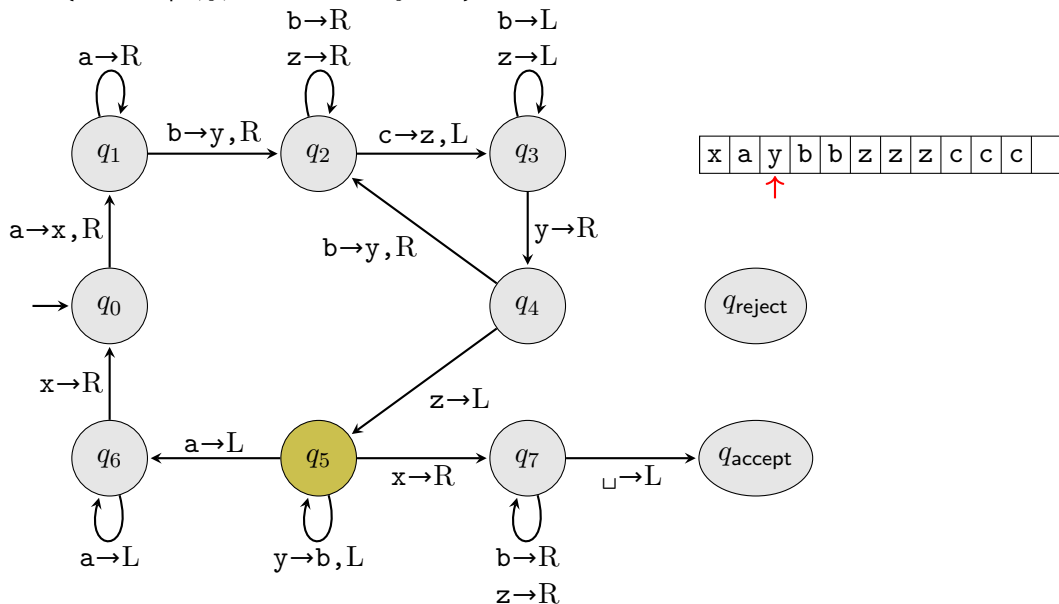 b→R
z→R
b→L
z→L
a→R
q1
b→y,R
q2
c→z,L
q3
x a y b b z z z c c c
↑
a→x,R
b→y,R
y→R
q0
q4
qreject
x→R
z→L
q6
a→L
q5
x→R
q7
␣→L
qaccept
a→L
y→b,L
b→R
z→R